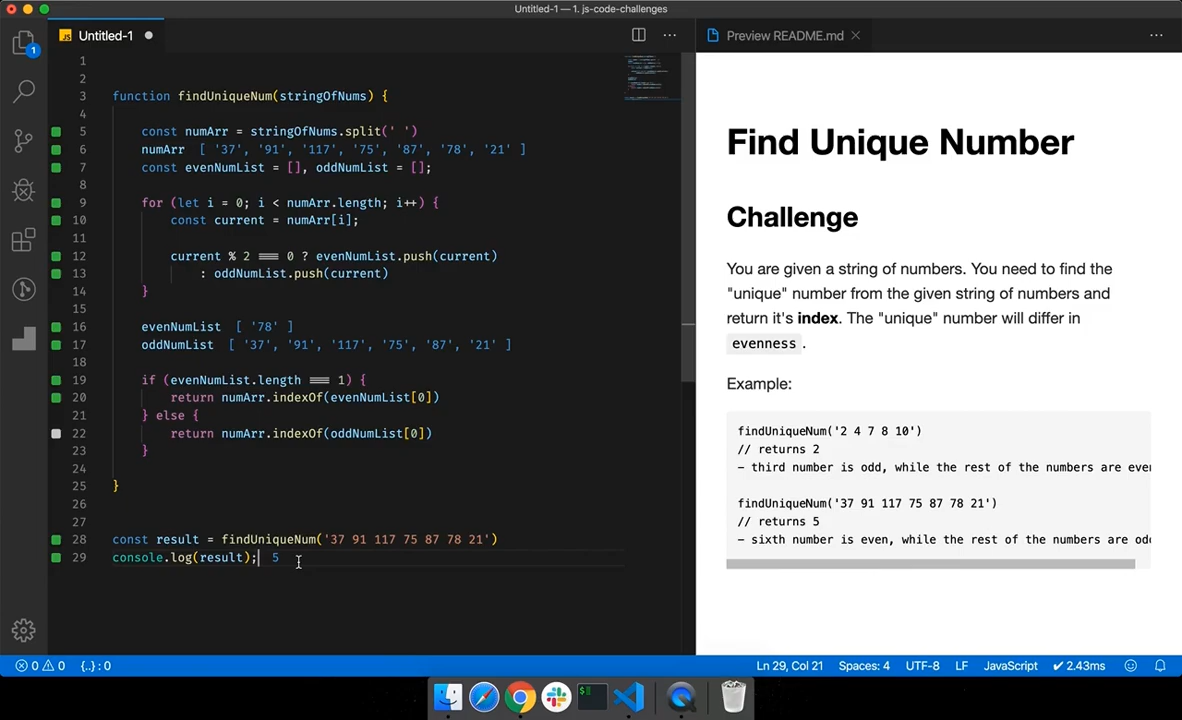 Untitled-1 — 1. js-code-challenges
JS Untitled-1
Preview README.md
1
1
2
3 function findUniqueNum(stringOfNums) {
4
5 const numArr = stringOfNums.split(' ')
6 numArr [ '37', '91', '117', '75', '87', '78', '21' ]
7 const evenNumList = [], oddNumList = [];
8
9 for (let i = 0; i < numArr.length; i++) {
10 const current = numArr[i];
11
12 current % 2 === 0 ? evenNumList.push(current)
13 : oddNumList.push(current)
14 }
15
16 evenNumList [ '78' ]
17 oddNumList [ '37', '91', '117', '75', '87', '21' ]
18
19 if (evenNumList.length === 1) {
20 return numArr.indexOf(evenNumList[0])
21 } else {
22 return numArr.indexOf(oddNumList[0])
23 }
24
25 }
26
27
28 const result = findUniqueNum('37 91 117 75 87 78 21')
29 console.log(result); 5
Find Unique Number
Challenge
You are given a string of numbers. You need to find the
"unique" number from the given string of numbers and
return it's index. The "unique" number will differ in
evenness.
Example:
findUniqueNum('2 4 7 8 10')
// returns 2
- third number is odd, while the rest of the numbers are ever
findUniqueNum('37 91 117 75 87 78 21')
// returns 5
- sixth number is even, while the rest of the numbers are odd
0 0 {..} : 0
Ln 29, Col 21 Spaces: 4 UTF-8 LF JavaScript ✔ 2.43ms
$